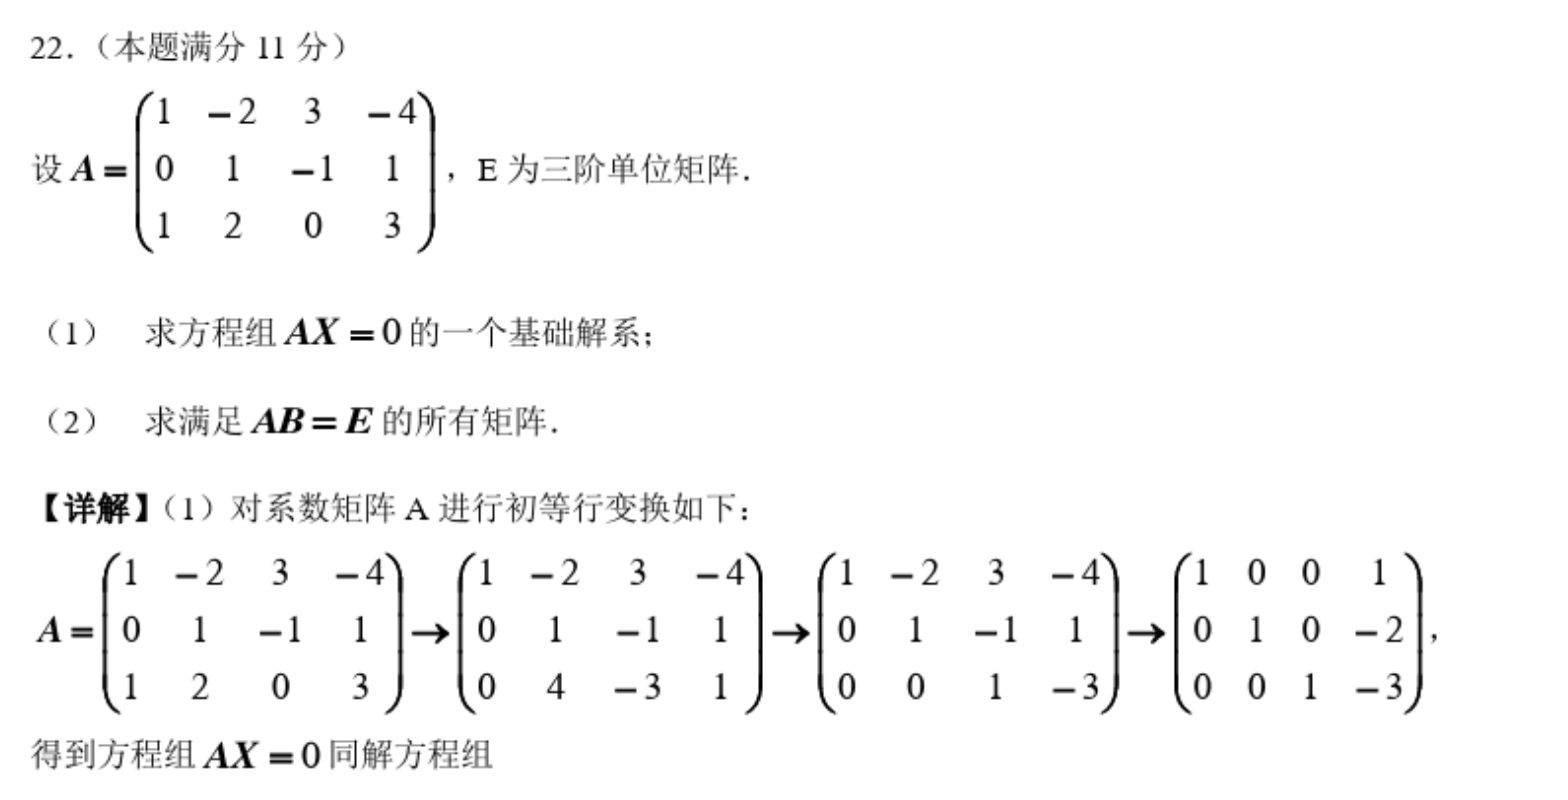 22.（本题满分 11 分）
设 A = \begin{pmatrix} 1 & -2 & 3 & -4 \\ 0 & 1 & -1 & 1 \\ 1 & 2 & 0 & 3 \end{pmatrix}，E 为三阶单位矩阵.
（1） 求方程组 AX = 0 的一个基础解系；
（2） 求满足 AB = E 的所有矩阵.
【详解】（1）对系数矩阵 A 进行初等行变换如下：
A = \begin{pmatrix} 1 & -2 & 3 & -4 \\ 0 & 1 & -1 & 1 \\ 1 & 2 & 0 & 3 \end{pmatrix} → \begin{pmatrix} 1 & -2 & 3 & -4 \\ 0 & 1 & -1 & 1 \\ 0 & 4 & -3 & 1 \end{pmatrix} → \begin{pmatrix} 1 & -2 & 3 & -4 \\ 0 & 1 & -1 & 1 \\ 0 & 0 & 1 & -3 \end{pmatrix} → \begin{pmatrix} 1 & 0 & 0 & 1 \\ 0 & 1 & 0 & -2 \\ 0 & 0 & 1 & -3 \end{pmatrix}，
得到方程组 AX = 0 同解方程组